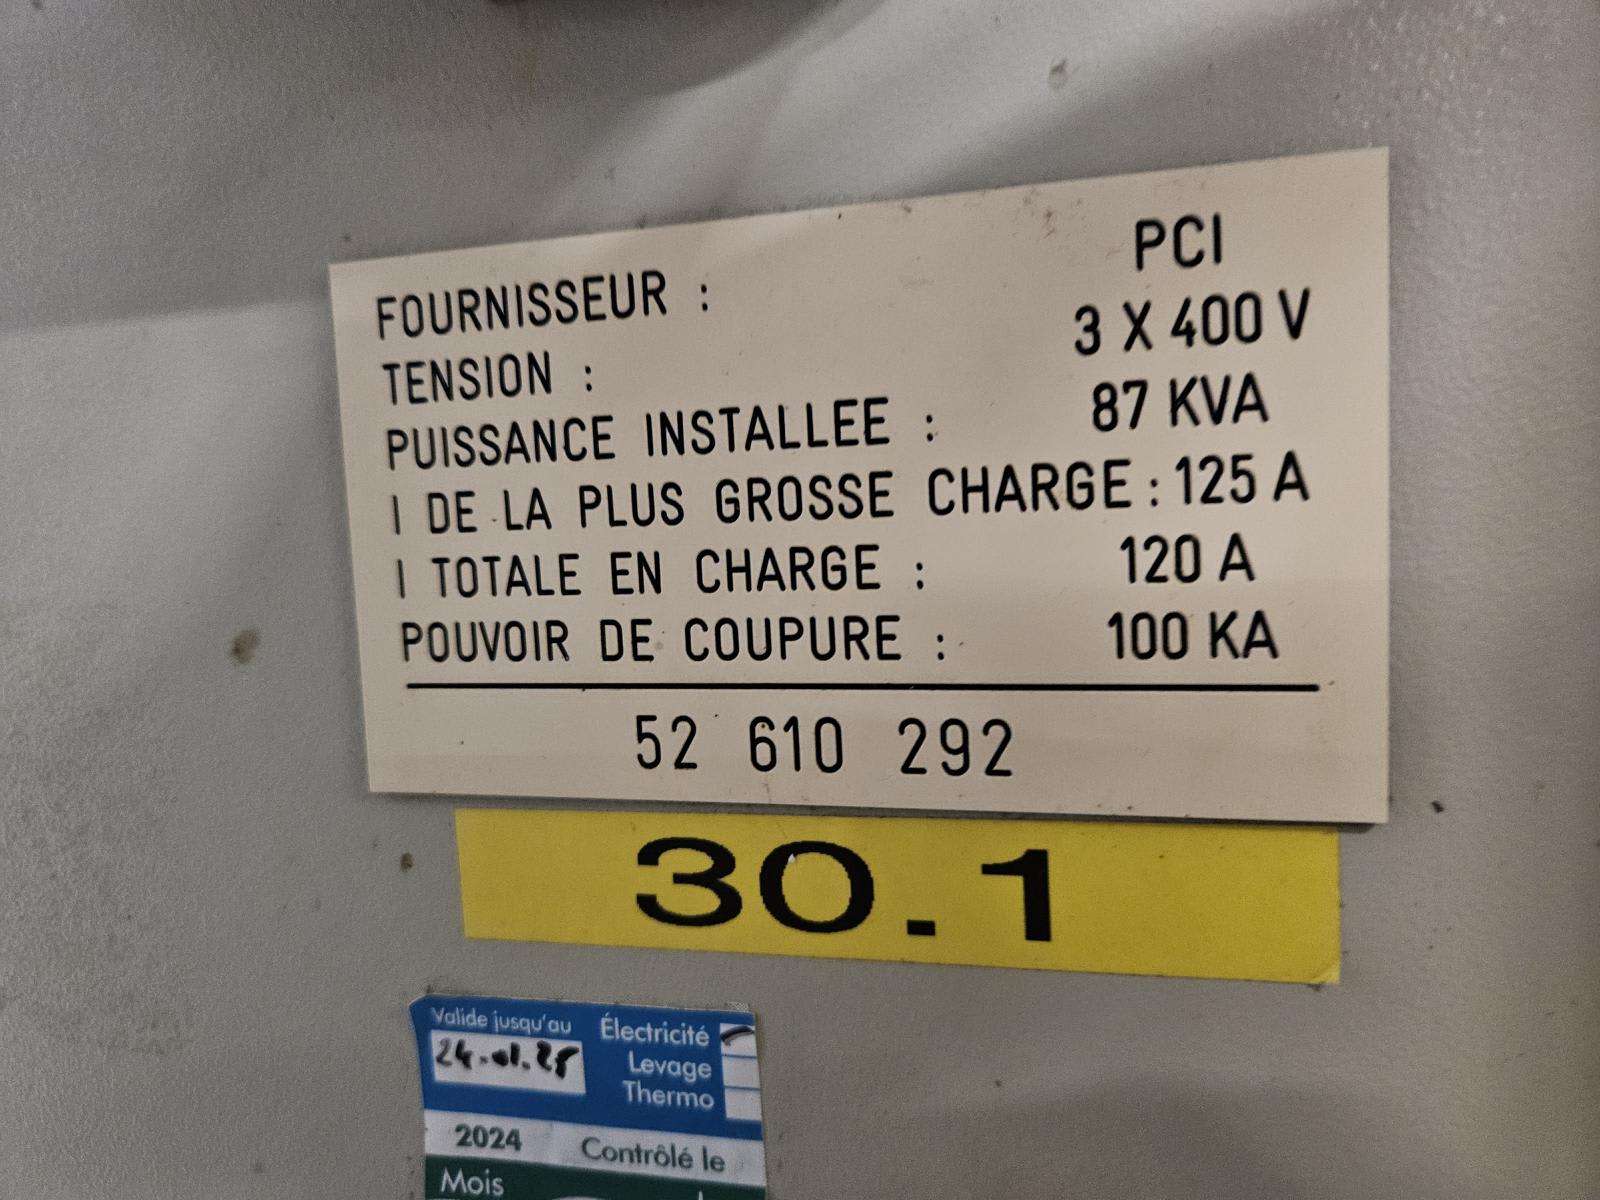 FOURNISSEUR : PCI
TENSION : 3 X 400 V
PUISSANCE INSTALLEE : 87 KVA
I DE LA PLUS GROSSE CHARGE : 125 A
I TOTALE EN CHARGE : 120 A
POUVOIR DE COUPURE : 100 KA
52 610 292
30.1
Valide jusqu'au
24.01.25
Électricité
Levage
Thermo
2024 Contrôlé le
Mois